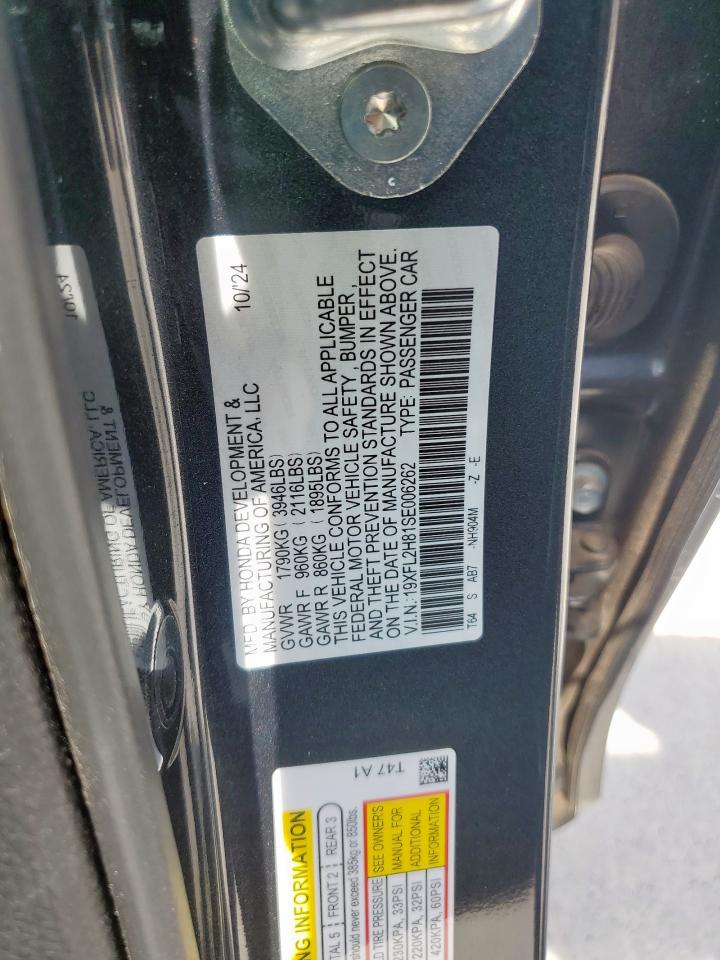 MFD. BY HONDA DEVELOPMENT &
MANUFACTURING OF AMERICA, LLC 10/'24
GVWR 1790KG (3946LBS)
GAWR F 960KG (2116LBS)
GAWR R 860KG (1895LBS)
THIS VEHICLE CONFORMS TO ALL APPLICABLE
FEDERAL MOTOR VEHICLE SAFETY, BUMPER,
AND THEFT PREVENTION STANDARDS IN EFFECT
ON THE DATE OF MANUFACTURE SHOWN ABOVE.
V.I.N.: 19XFL2H81SE006262 TYPE: PASSENGER CAR
T64 S AB7 -NH904M -Z -E
T47 A1
INFORMATION
5 FRONT 2 REAR 3
should never exceed 385kg or 850lbs.
TIRE PRESSURE SEE OWNER'S
230KPA, 33PSI MANUAL FOR
220KPA, 32PSI ADDITIONAL
420KPA, 60PSI INFORMATION